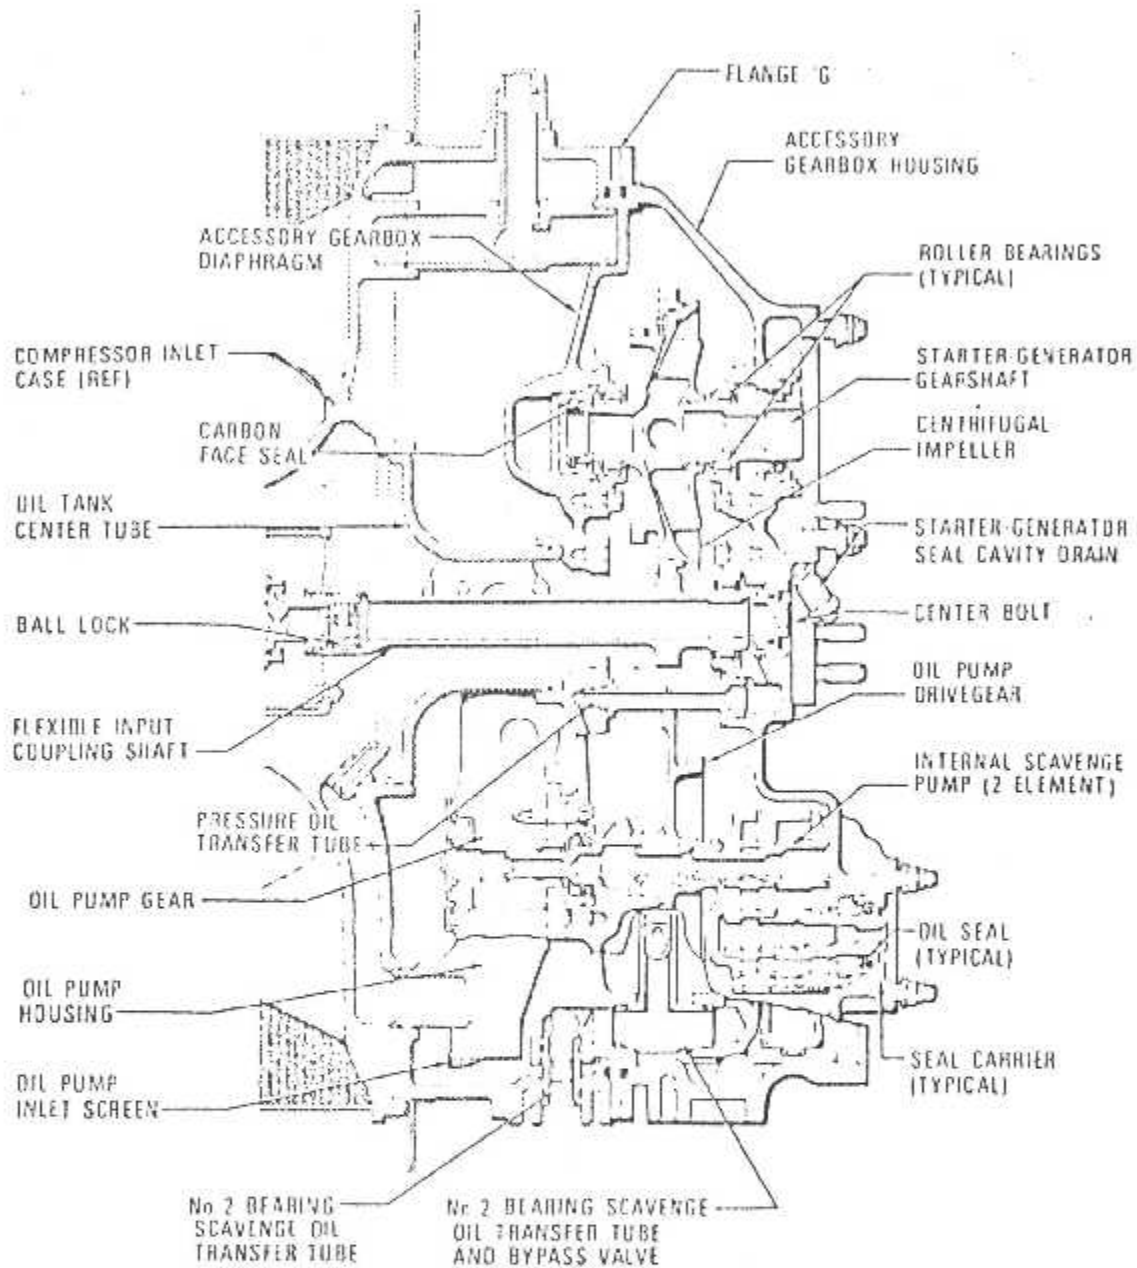 FLANGE 'G
ACCESSORY
GEARBOX HOUSING
ACCESSORY GEARBOX
DIAPHRAGM
ROLLER BEARINGS
(TYPICAL)
COMPRESSOR INLET
CASE (REF)
STARTER-GENERATOR
GEARSHAFT
CARBON
FACE SEAL
CENTRIFUGAL
IMPELLER
OIL TANK
CENTER TUBE
STARTER-GENERATOR
SEAL CAVITY DRAIN
BALL LOCK
CENTER BOLT
OIL PUMP
DRIVEGEAR
FLEXIBLE INPUT
COUPLING SHAFT
INTERNAL SCAVENGE
PUMP (2 ELEMENT)
PRESSURE OIL
TRANSFER TUBE
OIL PUMP GEAR
OIL SEAL
(TYPICAL)
OIL PUMP
HOUSING
OIL PUMP
INLET SCREEN
SEAL CARRIER
(TYPICAL)
No 2 BEARING
SCAVENGE OIL
TRANSFER TUBE
No 2 BEARING SCAVENGE
OIL TRANSFER TUBE
AND BYPASS VALVE